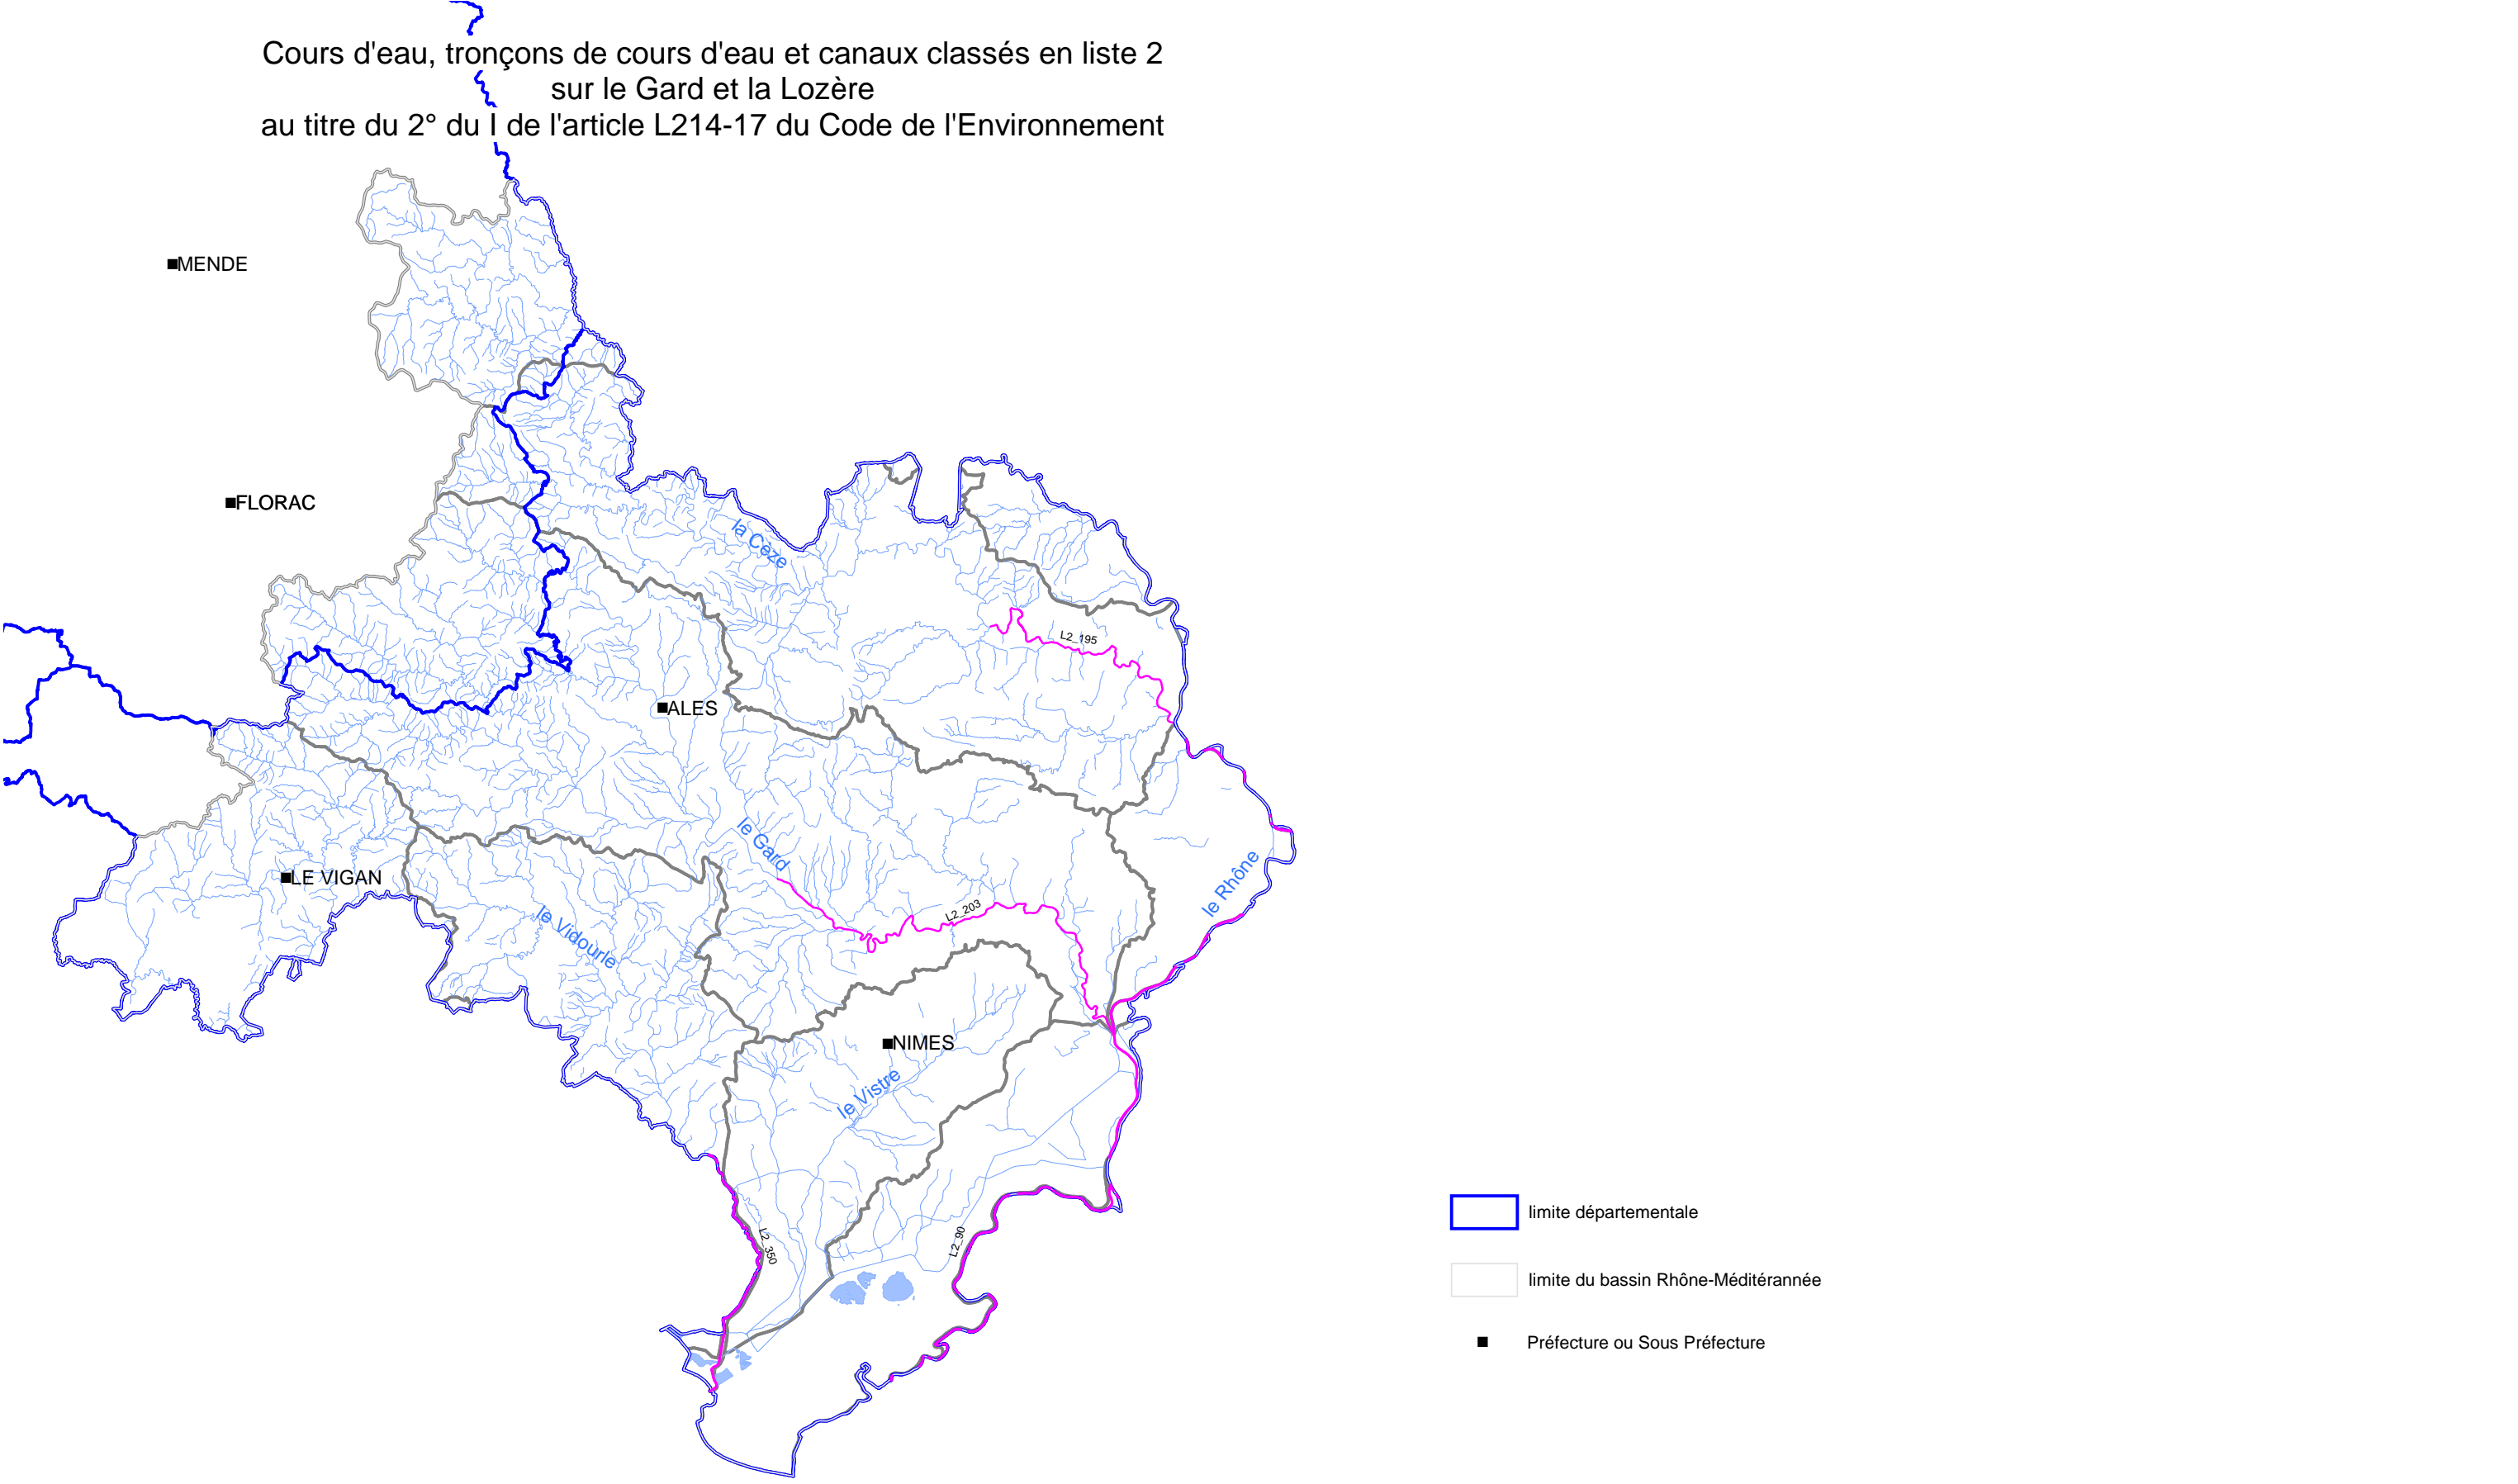 Cours d'eau, tronçons de cours d'eau et canaux classés en liste 2
sur le Gard et la Lozère
au titre du 2° du I de l'article L214-17 du Code de l'Environnement
MENDE
FLORAC
la Cèze
L2_195
ALES
le Gard
LE VIGAN
le Rhône
L2_203
le Vidourle
NIMES
le Vistre
L2_350
L2_90
limite départementale
limite du bassin Rhône-Méditérannée
Préfecture ou Sous Préfecture